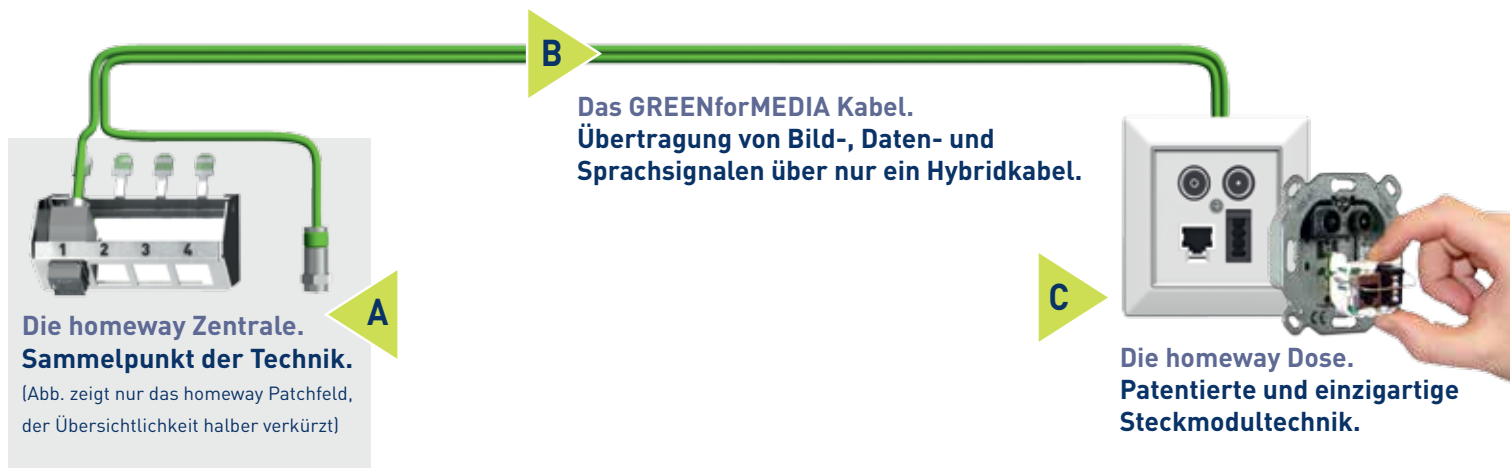 B
Das GREENforMEDIA Kabel.
Übertragung von Bild-, Daten- und
Sprachsignalen über nur ein Hybridkabel.
1 2 3 4
A
Die homeway Zentrale.
Sammelpunkt der Technik.
(Abb. zeigt nur das homeway Patchfeld,
der Übersichtlichkeit halber verkürzt)
C
Die homeway Dose.
Patentierte und einzigartige
Steckmodultechnik.